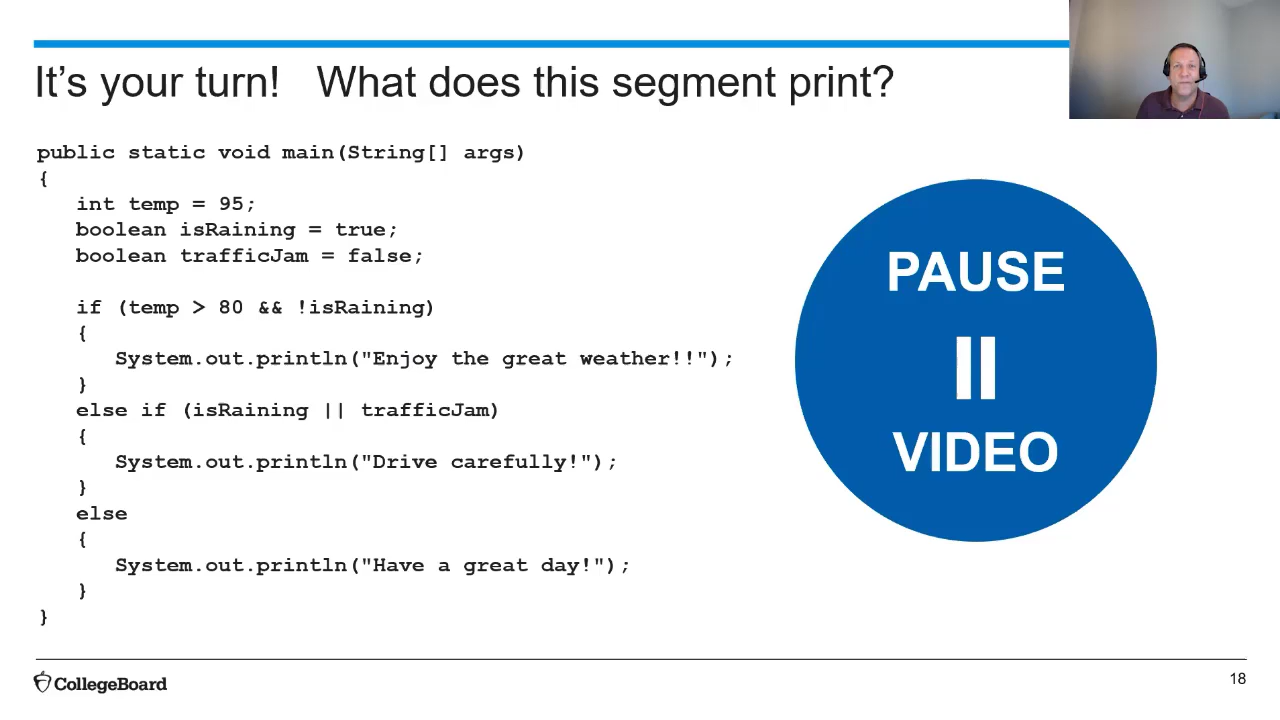 It's your turn!   What does this segment print?
public static void main(String[] args)
{
   int temp = 95;
   boolean isRaining = true;
   boolean trafficJam = false;

   if (temp > 80 && !isRaining)
   {
      System.out.println("Enjoy the great weather!!");
   }
   else if (isRaining || trafficJam)
   {
      System.out.println("Drive carefully!");
   }
   else
   {
      System.out.println("Have a great day!");
   }
}
PAUSE
VIDEO
CollegeBoard
18